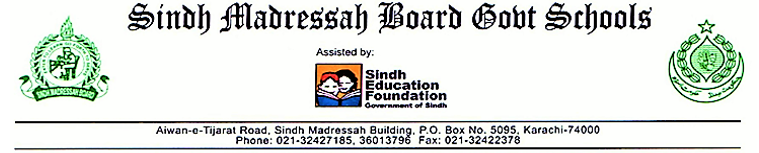 Sindh Madressah Board Govt Schools
Assisted by:
Sindh
Education
Foundation
Government of Sindh
SINDH MADRESSAH BOARD
Aiwan-e-Tijarat Road, Sindh Madressah Building, P.O. Box No. 5095, Karachi-74000
Phone: 021-32427185, 36013796 Fax: 021-32422378